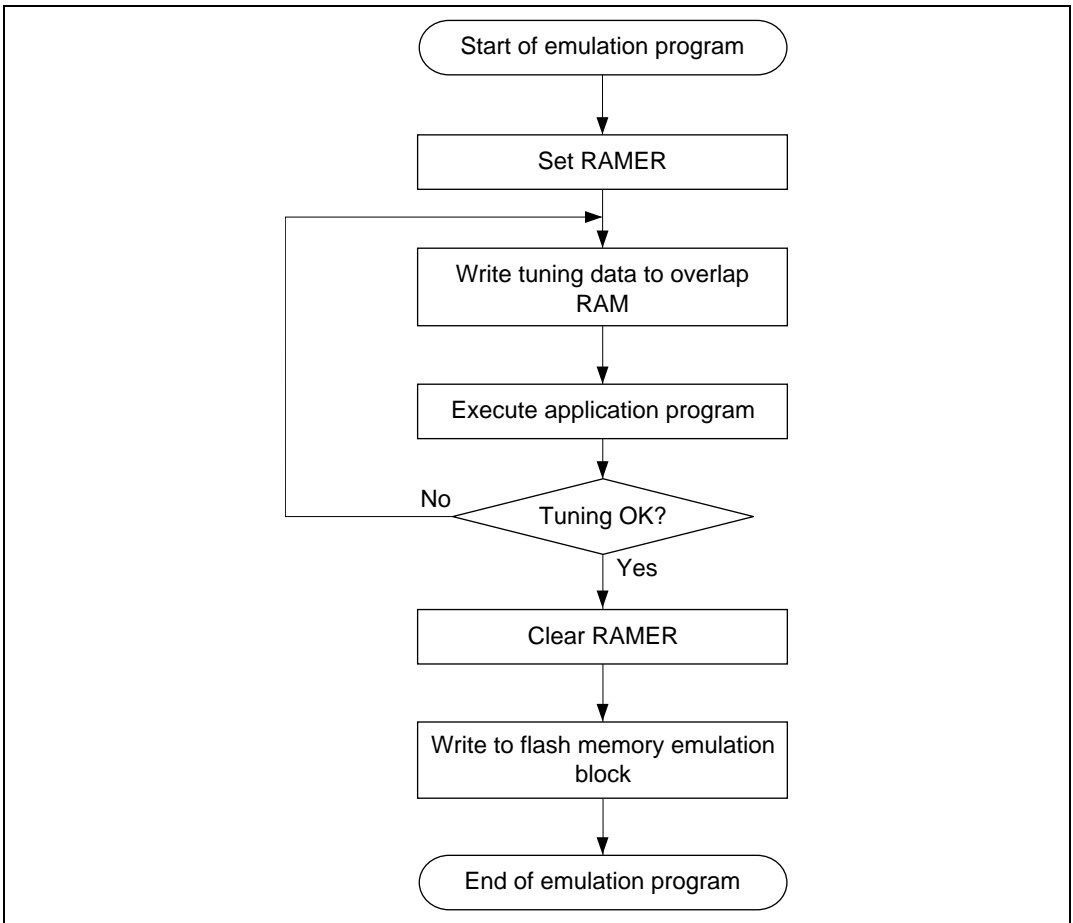 Start of emulation program
Set RAMER
Write tuning data to overlap
RAM
Execute application program
No
Tuning OK?
Yes
Clear RAMER
Write to flash memory emulation
block
End of emulation program